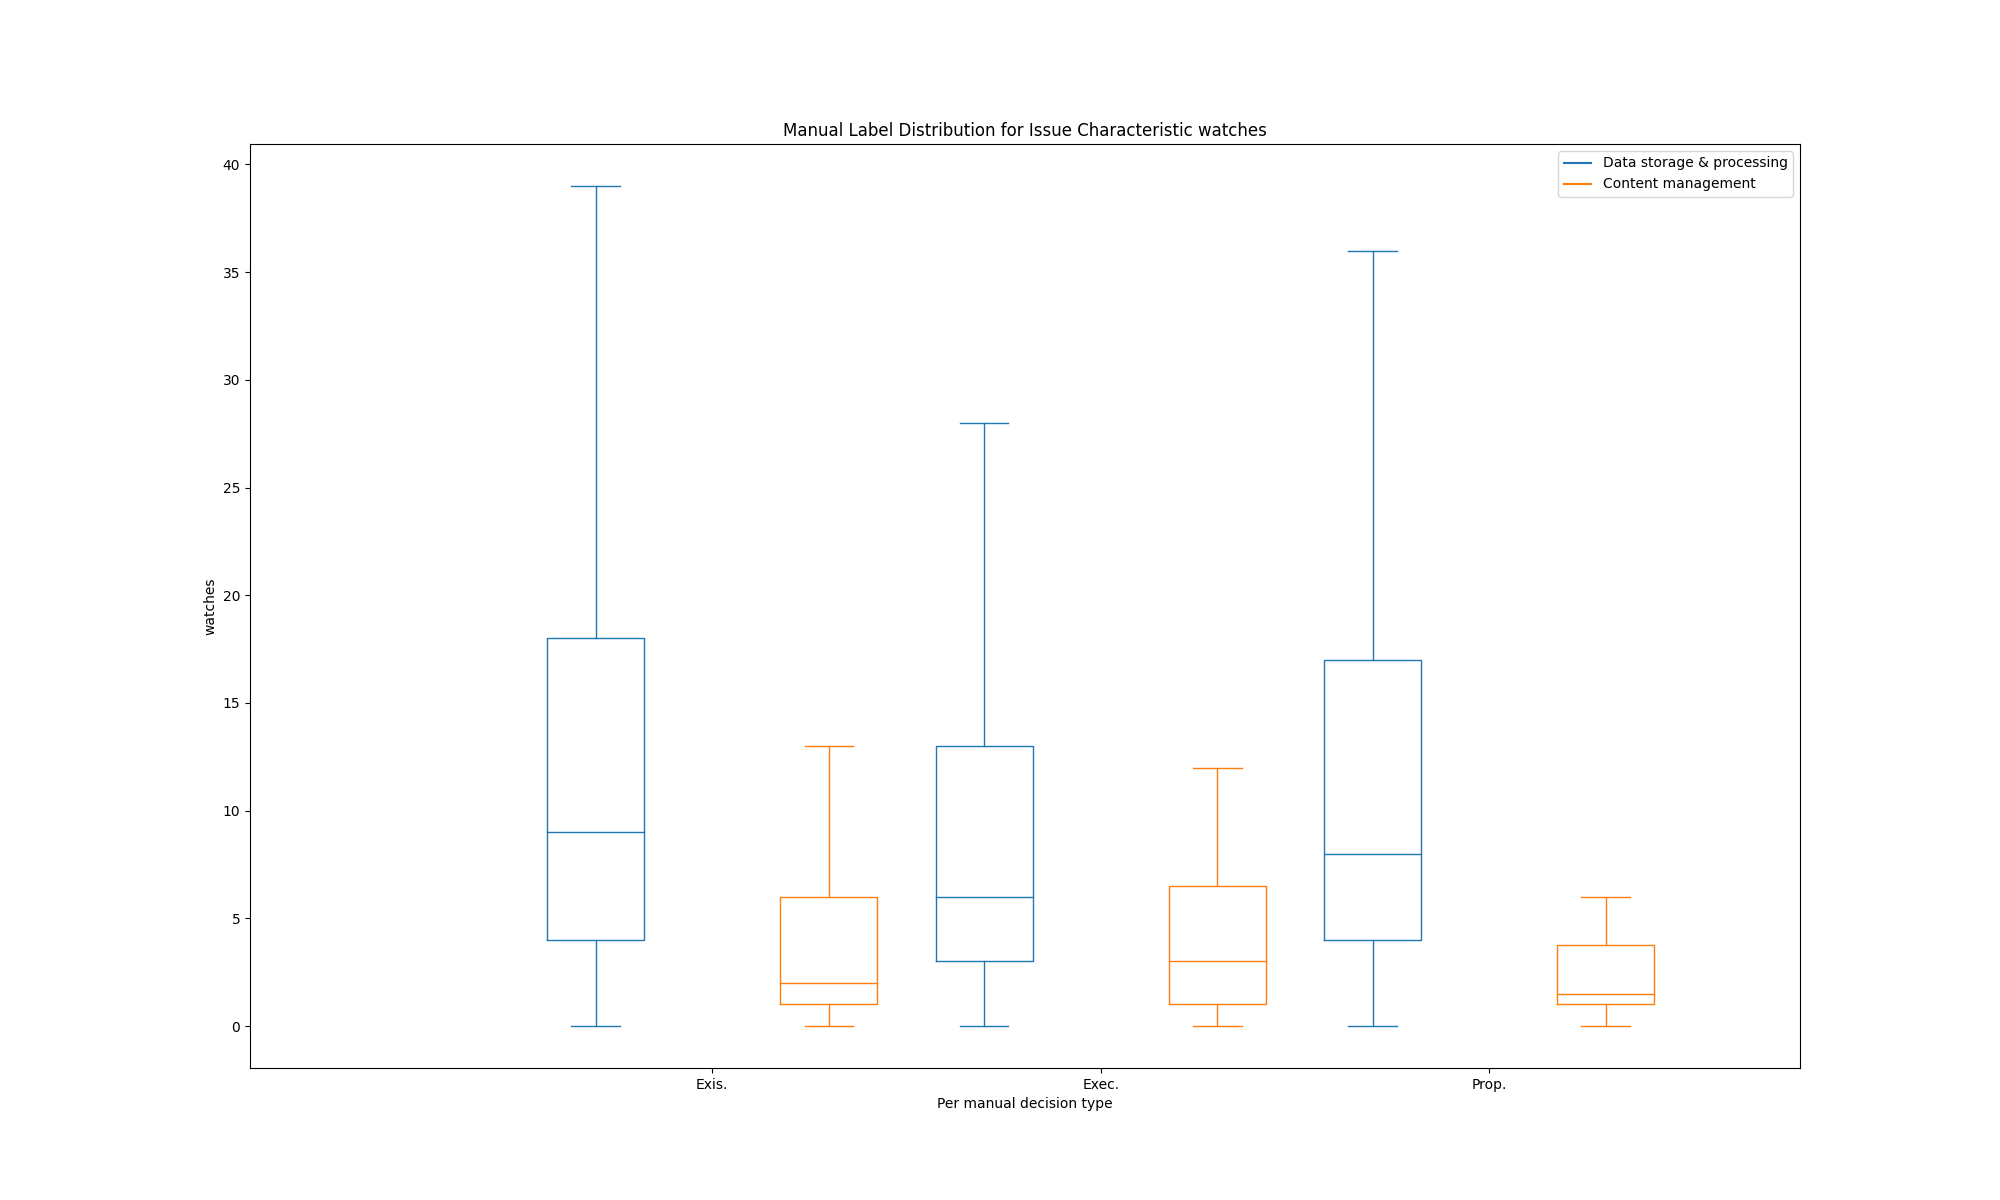 Manual Label Distribution for Issue Characteristic watches
Data storage & processing
Content management
40
35
30
25
20
15
10
5
0
watches
Exis.
Exec.
Prop.
Per manual decision type